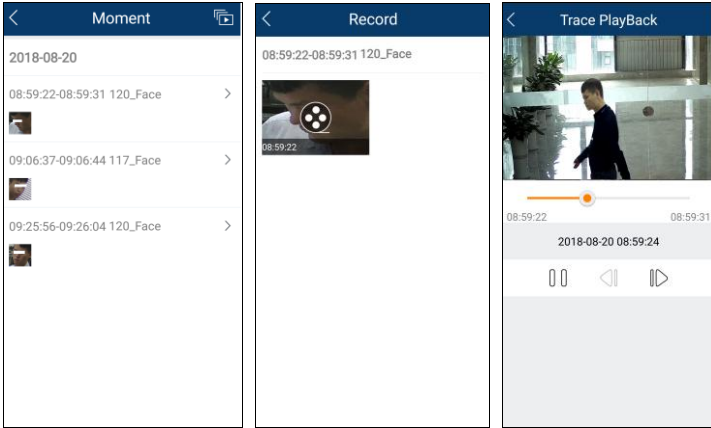 Moment
2018-08-20
08:59:22-08:59:31 120_Face
09:06:37-09:06:44 117_Face
09:25:56-09:26:04 120_Face
Record
08:59:22-08:59:31 120_Face
08:59:22
Trace PlayBack
08:59:22
08:59:31
2018-08-20 08:59:24